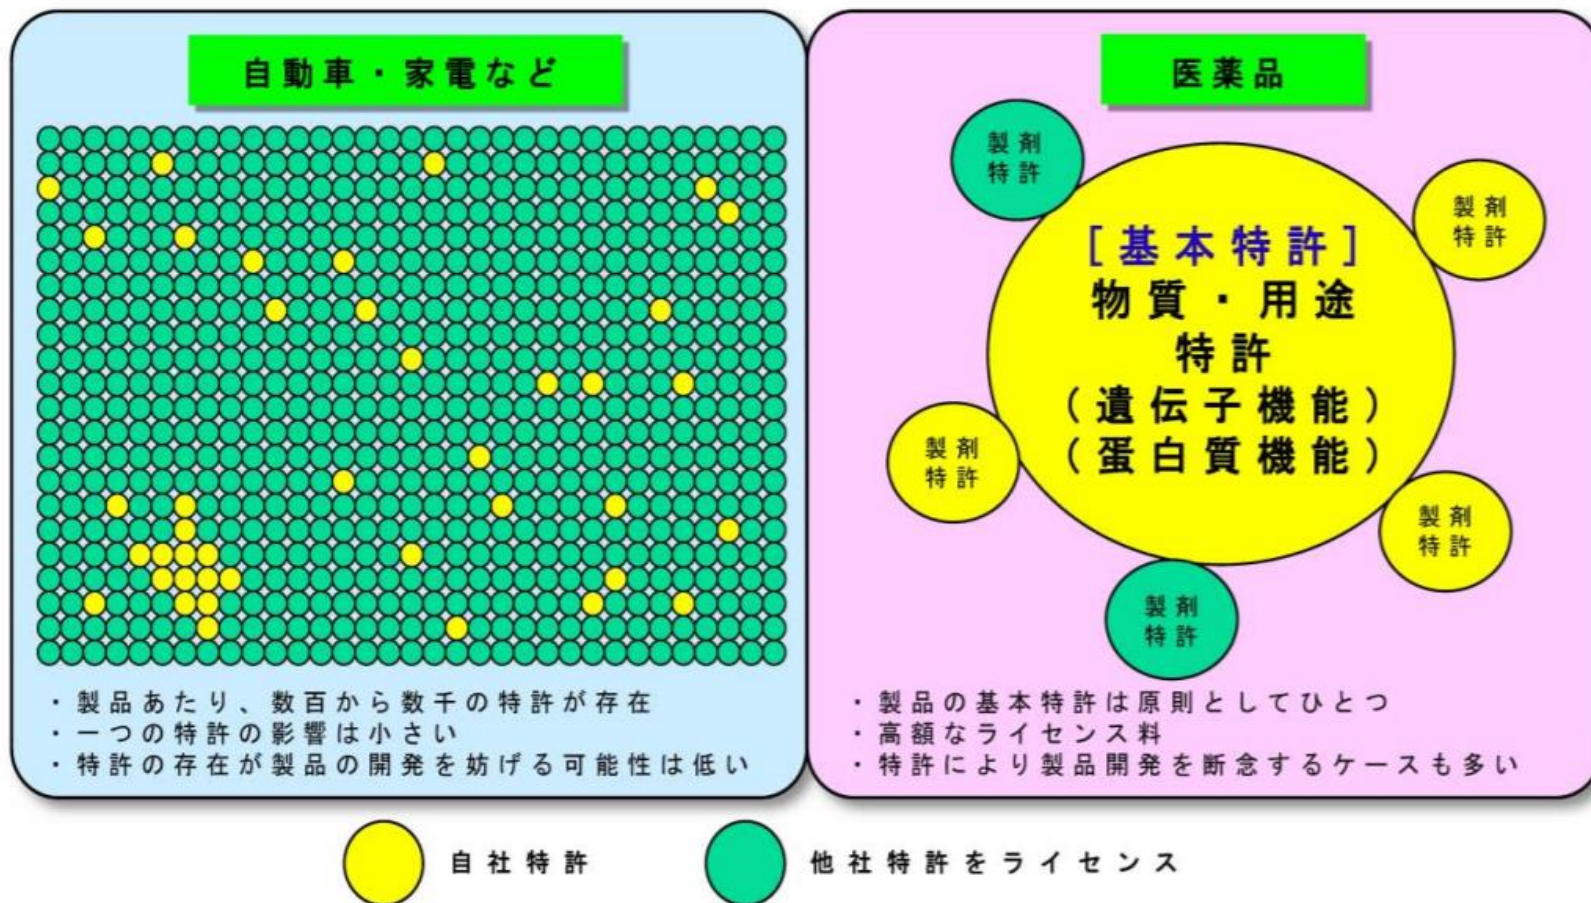 自動車・家電など
・製品あたり、数百から数千の特許が存在
・一つの特許の影響は小さい
・特許の存在が製品の開発を妨げる可能性は低い
医薬品
製剤
特許
製剤
特許
[基本特許]
物質・用途
特許
(遺伝子機能)
(蛋白質機能)
製剤
特許
製剤
特許
製剤
特許
・製品の基本特許は原則としてひとつ
・高額なライセンス料
・特許により製品開発を断念するケースも多い
自社特許
他社特許をライセンス